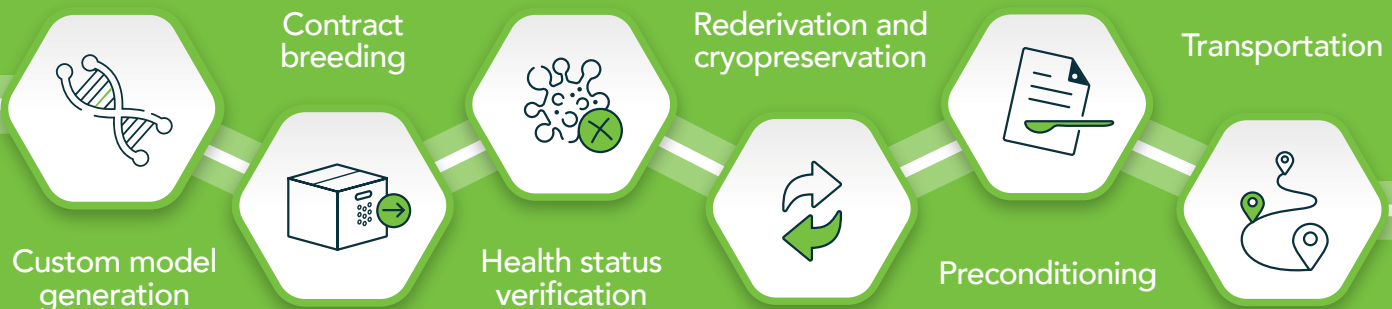 Custom model
generation
Contract
breeding
Health status
verification
Rederivation and
cryopreservation
Preconditioning
Transportation